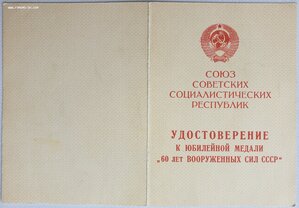 СОЮЗ
СОВЕТСКИХ
СОЦИАЛИСТИЧЕСКИХ
РЕСПУБЛИК
УДОСТОВЕРЕНИЕ
К ЮБИЛЕЙНОЙ МЕДАЛИ
„60 ЛЕТ ВООРУЖЕННЫХ СИЛ СССР“